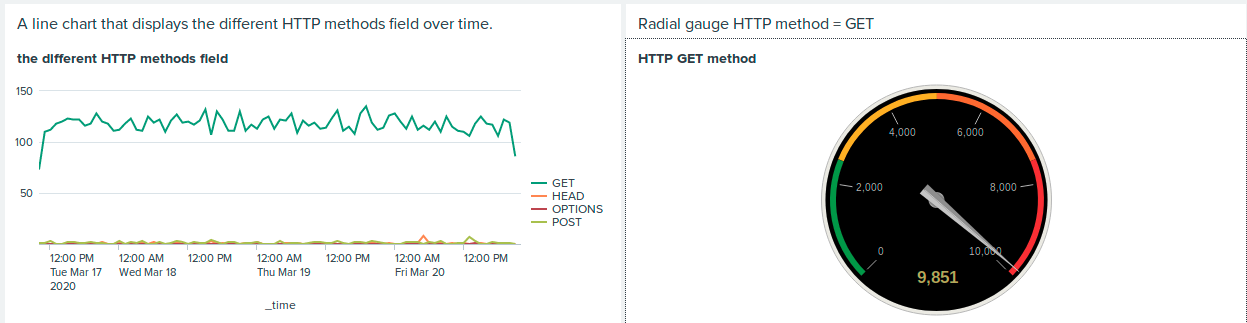 A line chart that displays the different HTTP methods field over time.
the different HTTP methods field
150
100
50
GET
HEAD
OPTIONS
POST
12:00 PM 12:00 AM 12:00 PM 12:00 AM 12:00 PM 12:00 AM 12:00 PM
Tue Mar 17 Wed Mar 18 Thu Mar 19 Fri Mar 20
2020
_time
Radial gauge HTTP method = GET
HTTP GET method
4,000 6,000
2,000 8,000
0 10,000
9,851